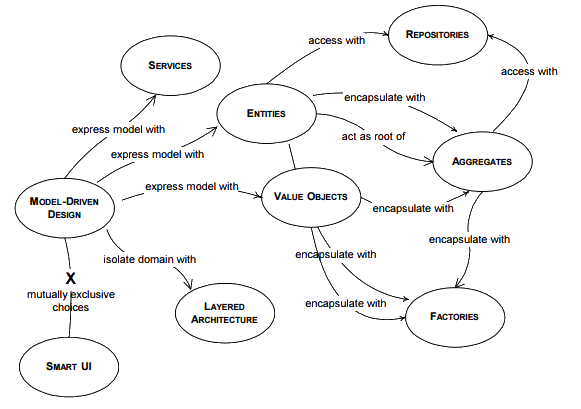 REPOSITORIES
access with
SERVICES
access with
encapsulate with
ENTITIES
express model with
act as root of
express model with
AGGREGATES
express model with
VALUE OBJECTS
MODEL-DRIVEN
DESIGN
encapsulate with
encapsulate with
encapsulate with
isolate domain with
X
mutually exclusive
choices
encapsulate with
LAYERED
ARCHITECTURE
FACTORIES
SMART UI